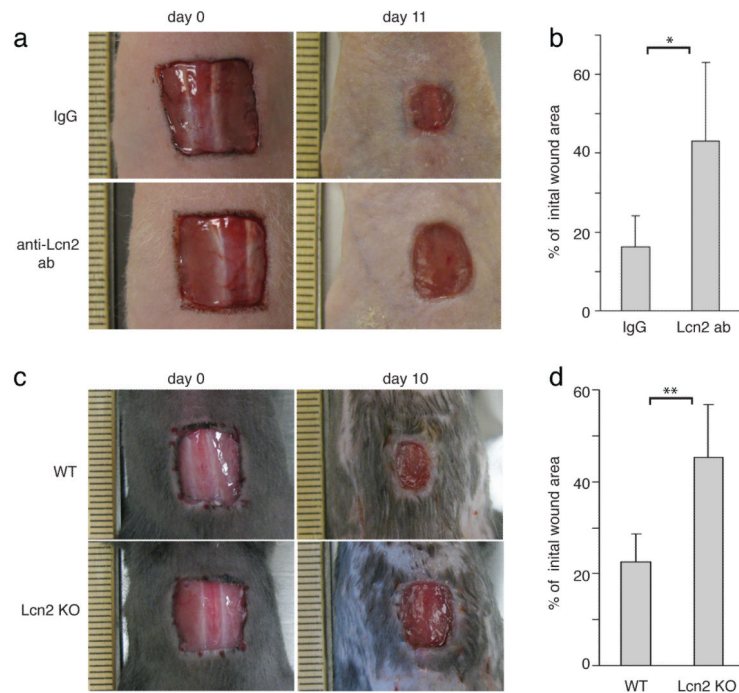 a
day 0
day 11
IgG
anti-Lcn2
ab
b
% of inital wound area
60
40
20
0
*
IgG
Lcn2 ab
c
day 0
day 10
WT
Lcn2 KO
d
% of inital wound area
60
40
20
0
**
WT
Lcn2 KO